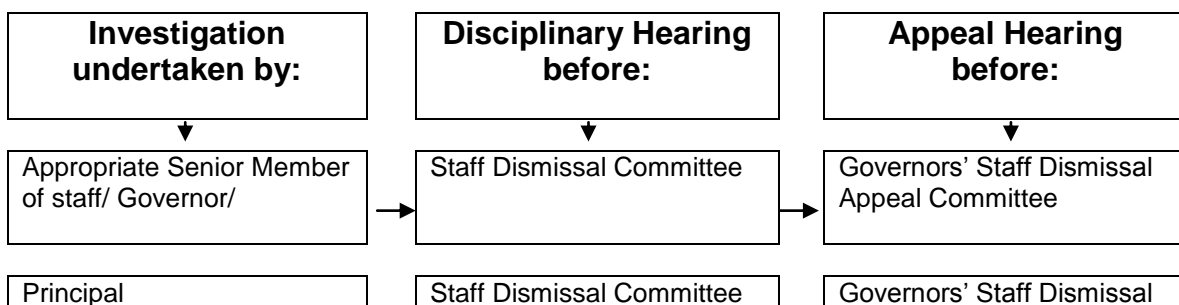 Investigation
undertaken by:
Disciplinary Hearing
before:
Appeal Hearing
before:
Appropriate Senior Member
of staff/ Governor/
Staff Dismissal Committee
Governors' Staff Dismissal
Appeal Committee
Principal
Staff Dismissal Committee
Governors' Staff Dismissal